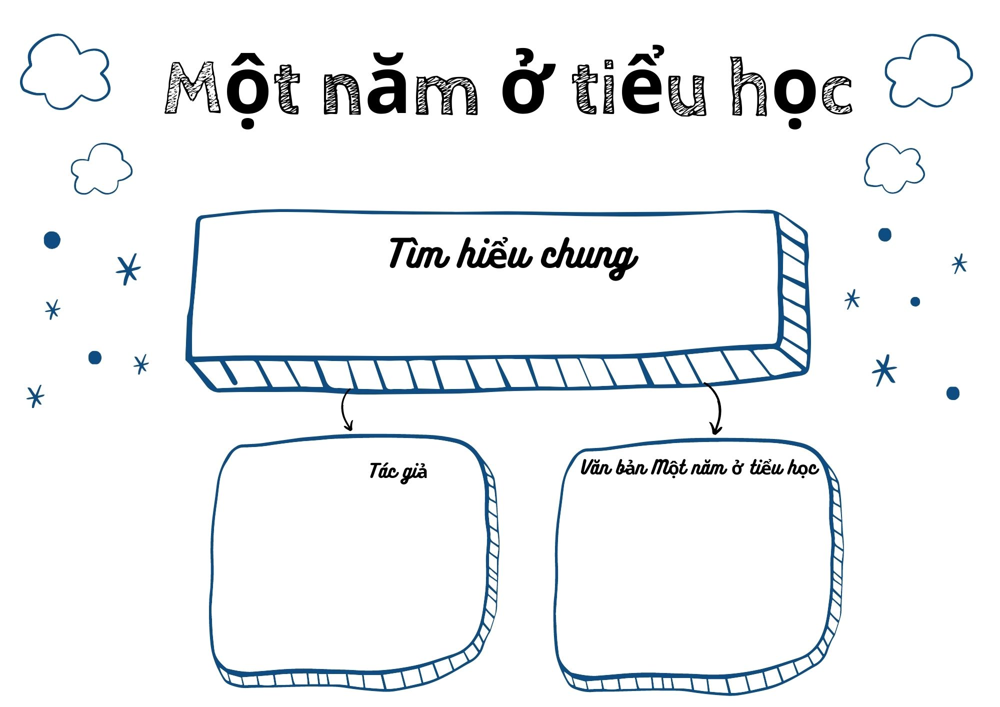 Một năm ở tiểu học
Tìm hiểu chung
Tác giả
Văn bản Một năm ở tiểu học